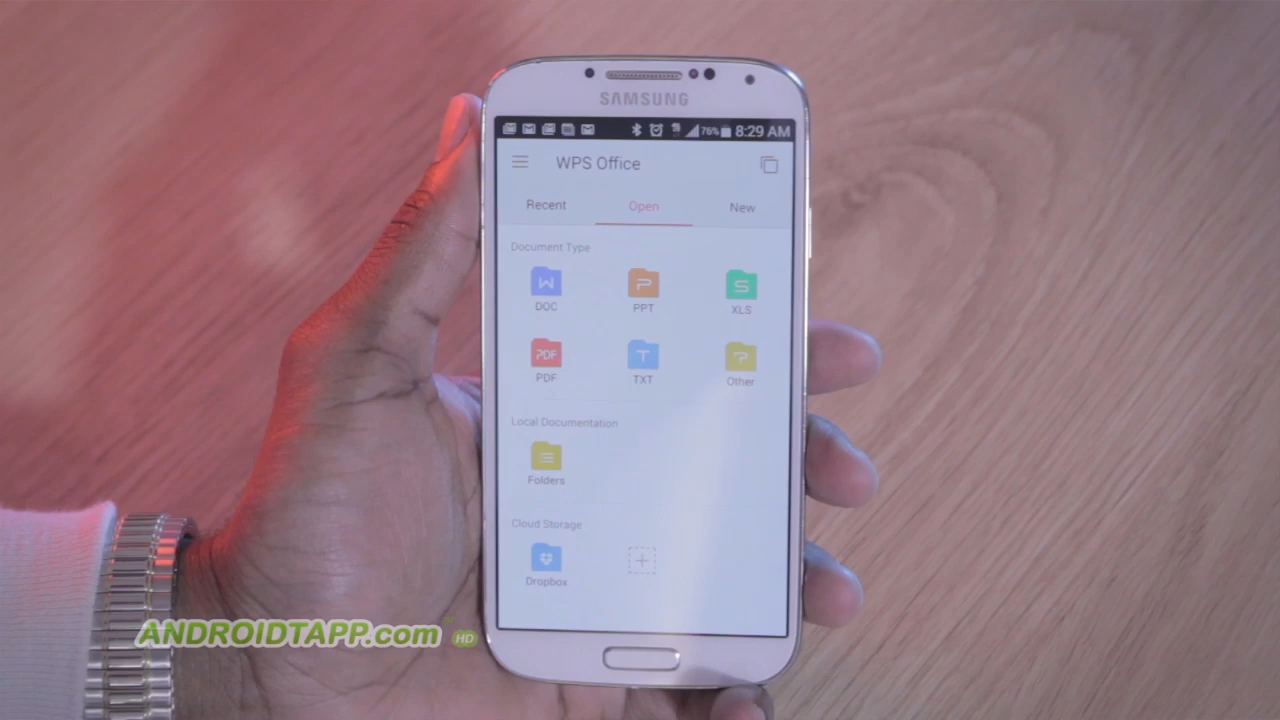 SAMSUNG
76% 8:29 AM
WPS Office
Recent Open New
Document Type
W P S
DOC PPT XLS
PDF T ?
PDF TXT Other
Local Documentation
Folders
Cloud Storage
Dropbox
ANDROIDTAPP.com HD